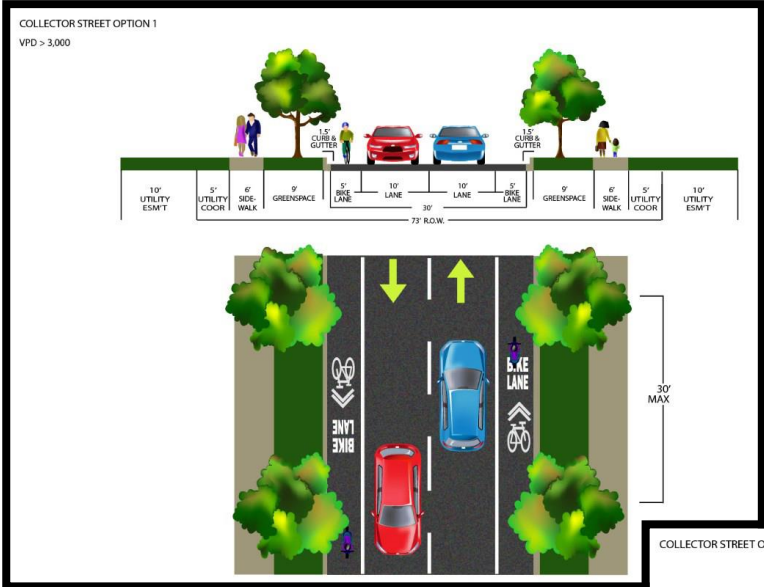 COLLECTOR STREET OPTION 1
VPD > 3,000
1.5'
CURB &
GUTTER
1.5'
CURB &
GUTTER
10'
UTILITY
ESM'T
5'
UTILITY
COOR
6'
SIDE-
WALK
9'
GREENSPACE
5'
BIKE
LANE
10'
LANE
10'
LANE
5'
BIKE
LANE
9'
GREENSPACE
6'
SIDE-
WALK
5'
UTILITY
COOR
10'
UTILITY
ESM'T
30'
73' R.O.W.
BIKE
LANE
BIKE
LANE
30'
MAX
COLLECTOR STREET O